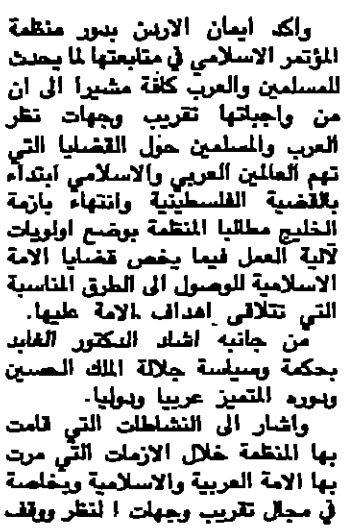 واكد ايمان الاردن بدور منظمة
المؤتمر الاسلامي في متابعتها لما يحدث
للمسلمين والعرب كافة مشيرا الى ان
من واجباتها تقريب وجهات نظر
العرب والمسلمين حول القضايا التي
تهم العالمين العربي والاسلامي ابتداء
بالقضية الفلسطينية وانتهاء بازمة
الخليج مطالبا المنظمة بوضع اولويات
لآلية العمل فيما يخص قضايا الامة
الاسلامية للوصول الى الطرق المناسبة
التي تتلاقى اهداف الامة عليها.
من جانبه اشاد الدكتور الغابد
بحكمة وسياسة جلالة الملك الحسين
ودوره المتميز عربيا ودوليا.
واشار الى النشاطات التي قامت
بها المنظمة خلال الازمات التي مرت
بها الامة العربية والاسلامية وبخاصة
في مجال تقريب وجهات النظر ووقف